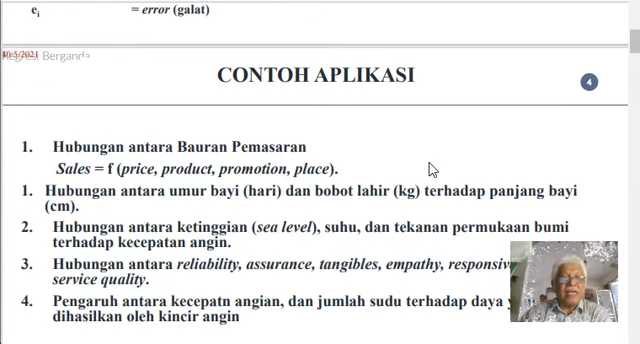 eᵢ = error (galat)
10/5/2021
Regresi Berganda
CONTOH APLIKASI
4
1. Hubungan antara Bauran Pemasaran
Sales = f (price, product, promotion, place).
1. Hubungan antara umur bayi (hari) dan bobot lahir (kg) terhadap panjang bayi
(cm).
2. Hubungan antara ketinggian (sea level), suhu, dan tekanan permukaan bumi
terhadap kecepatan angin.
3. Hubungan antara reliability, assurance, tangibles, empathy, responsiv
service quality.
4. Pengaruh antara kecepatn angian, dan jumlah sudu terhadap daya y
dihasilkan oleh kincir angin